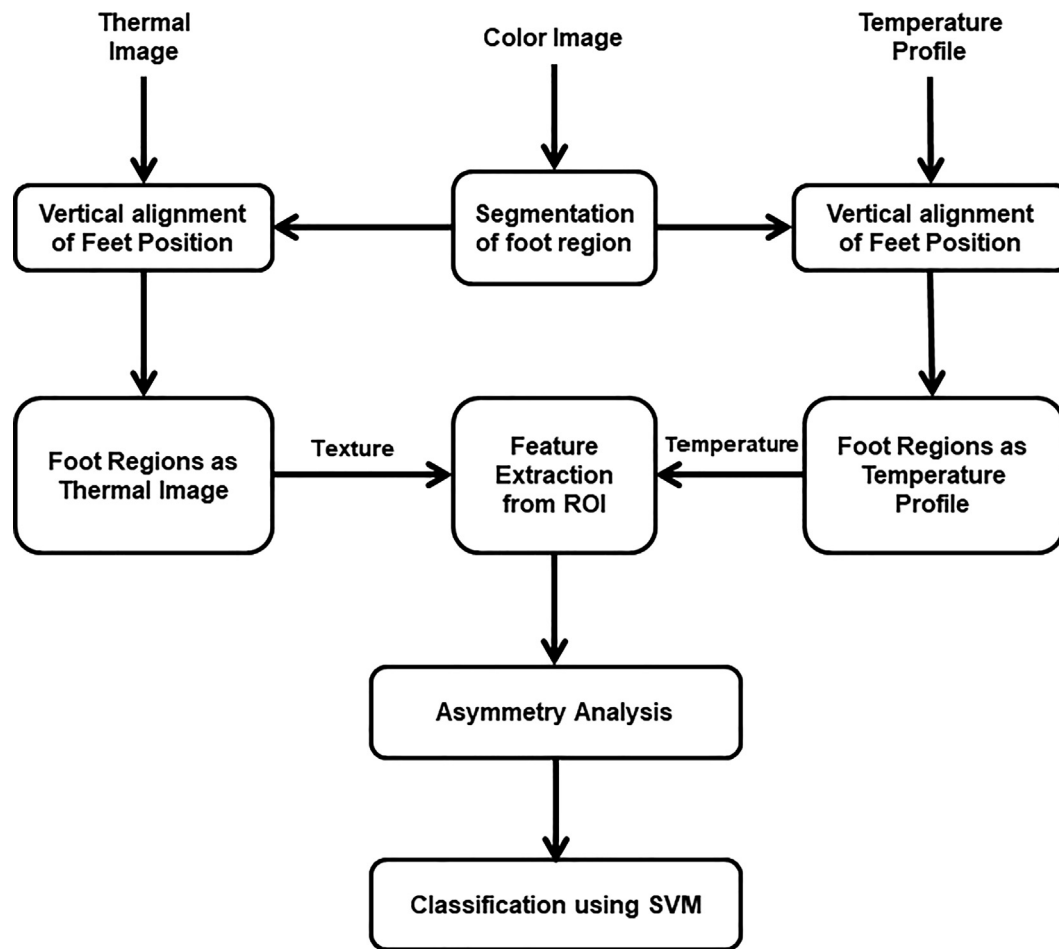 Thermal
Image
Color Image
Temperature
Profile
Vertical alignment
of Feet Position
Segmentation
of foot region
Vertical alignment
of Feet Position
Foot Regions as
Thermal Image
Texture
Feature
Extraction
from ROI
Temperature
Foot Regions as
Temperature
Profile
Asymmetry Analysis
Classification using SVM